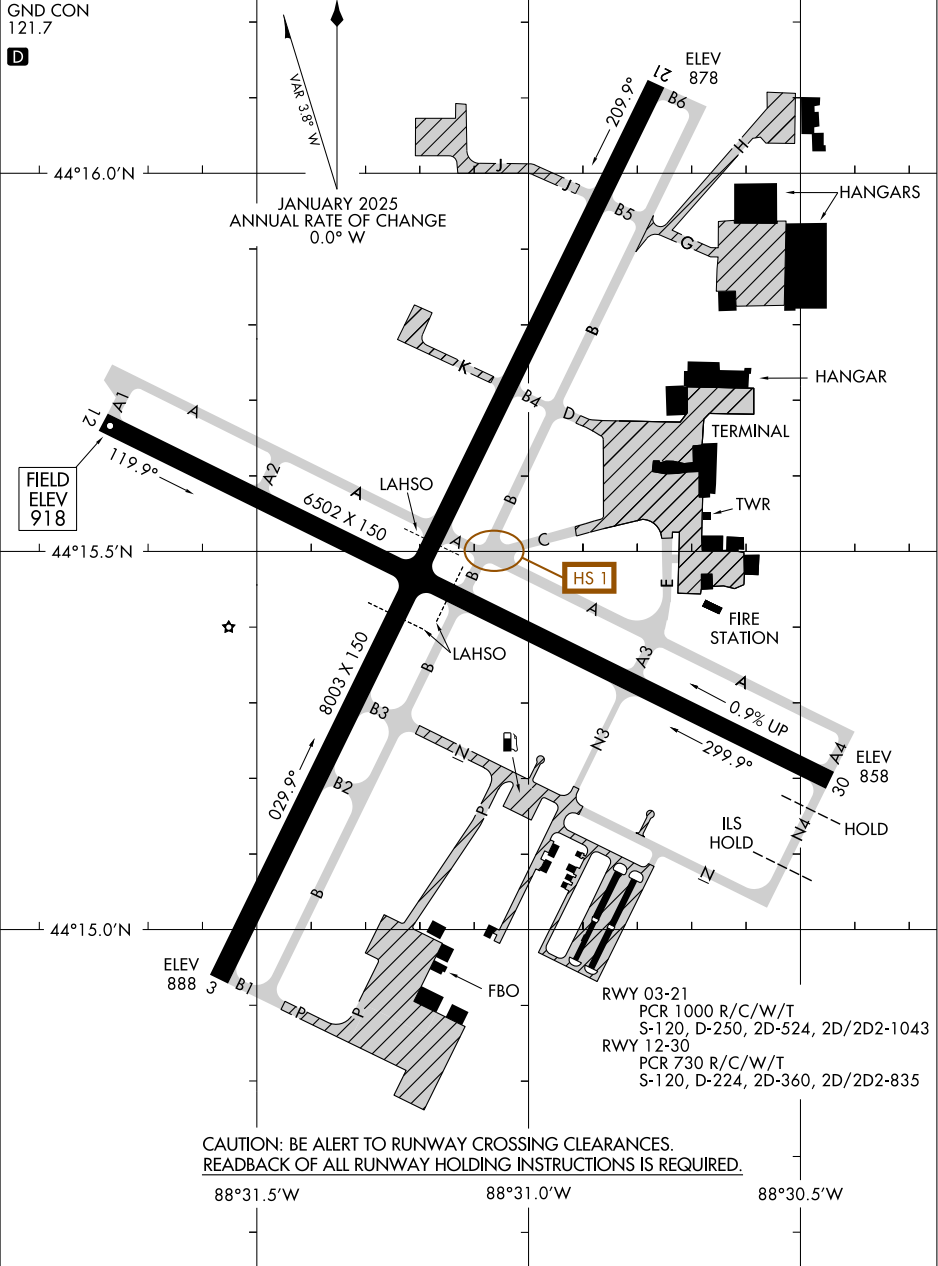 GND CON
121.7
D
VAR 3.8° W
JANUARY 2025
ANNUAL RATE OF CHANGE
0.0° W
21
ELEV
878
B6
209.9°
H
44°16.0'N
J
J
B5
G
HANGARS
B
K
B4
D
HANGAR
TERMINAL
A1
A
12
119.9°
FIELD
ELEV
918
A2
A
6502 X 150
LAHSO
B
TWR
A
C
44°15.5'N
HS 1
B
E
A
FIRE
STATION
LAHSO
8003 X 150
B
A3
A
0.9% UP
299.9°
B3
N
N3
A4
ELEV
858
30
029.9°
B2
P
ILS
HOLD
HOLD
N4
N
B
44°15.0'N
ELEV
888
3
B1
P
P
FBO
RWY 03-21
PCR 1000 R/C/W/T
S-120, D-250, 2D-524, 2D/2D2-1043
RWY 12-30
PCR 730 R/C/W/T
S-120, D-224, 2D-360, 2D/2D2-835
CAUTION: BE ALERT TO RUNWAY CROSSING CLEARANCES.
READBACK OF ALL RUNWAY HOLDING INSTRUCTIONS IS REQUIRED.
88°31.5'W
88°31.0'W
88°30.5'W